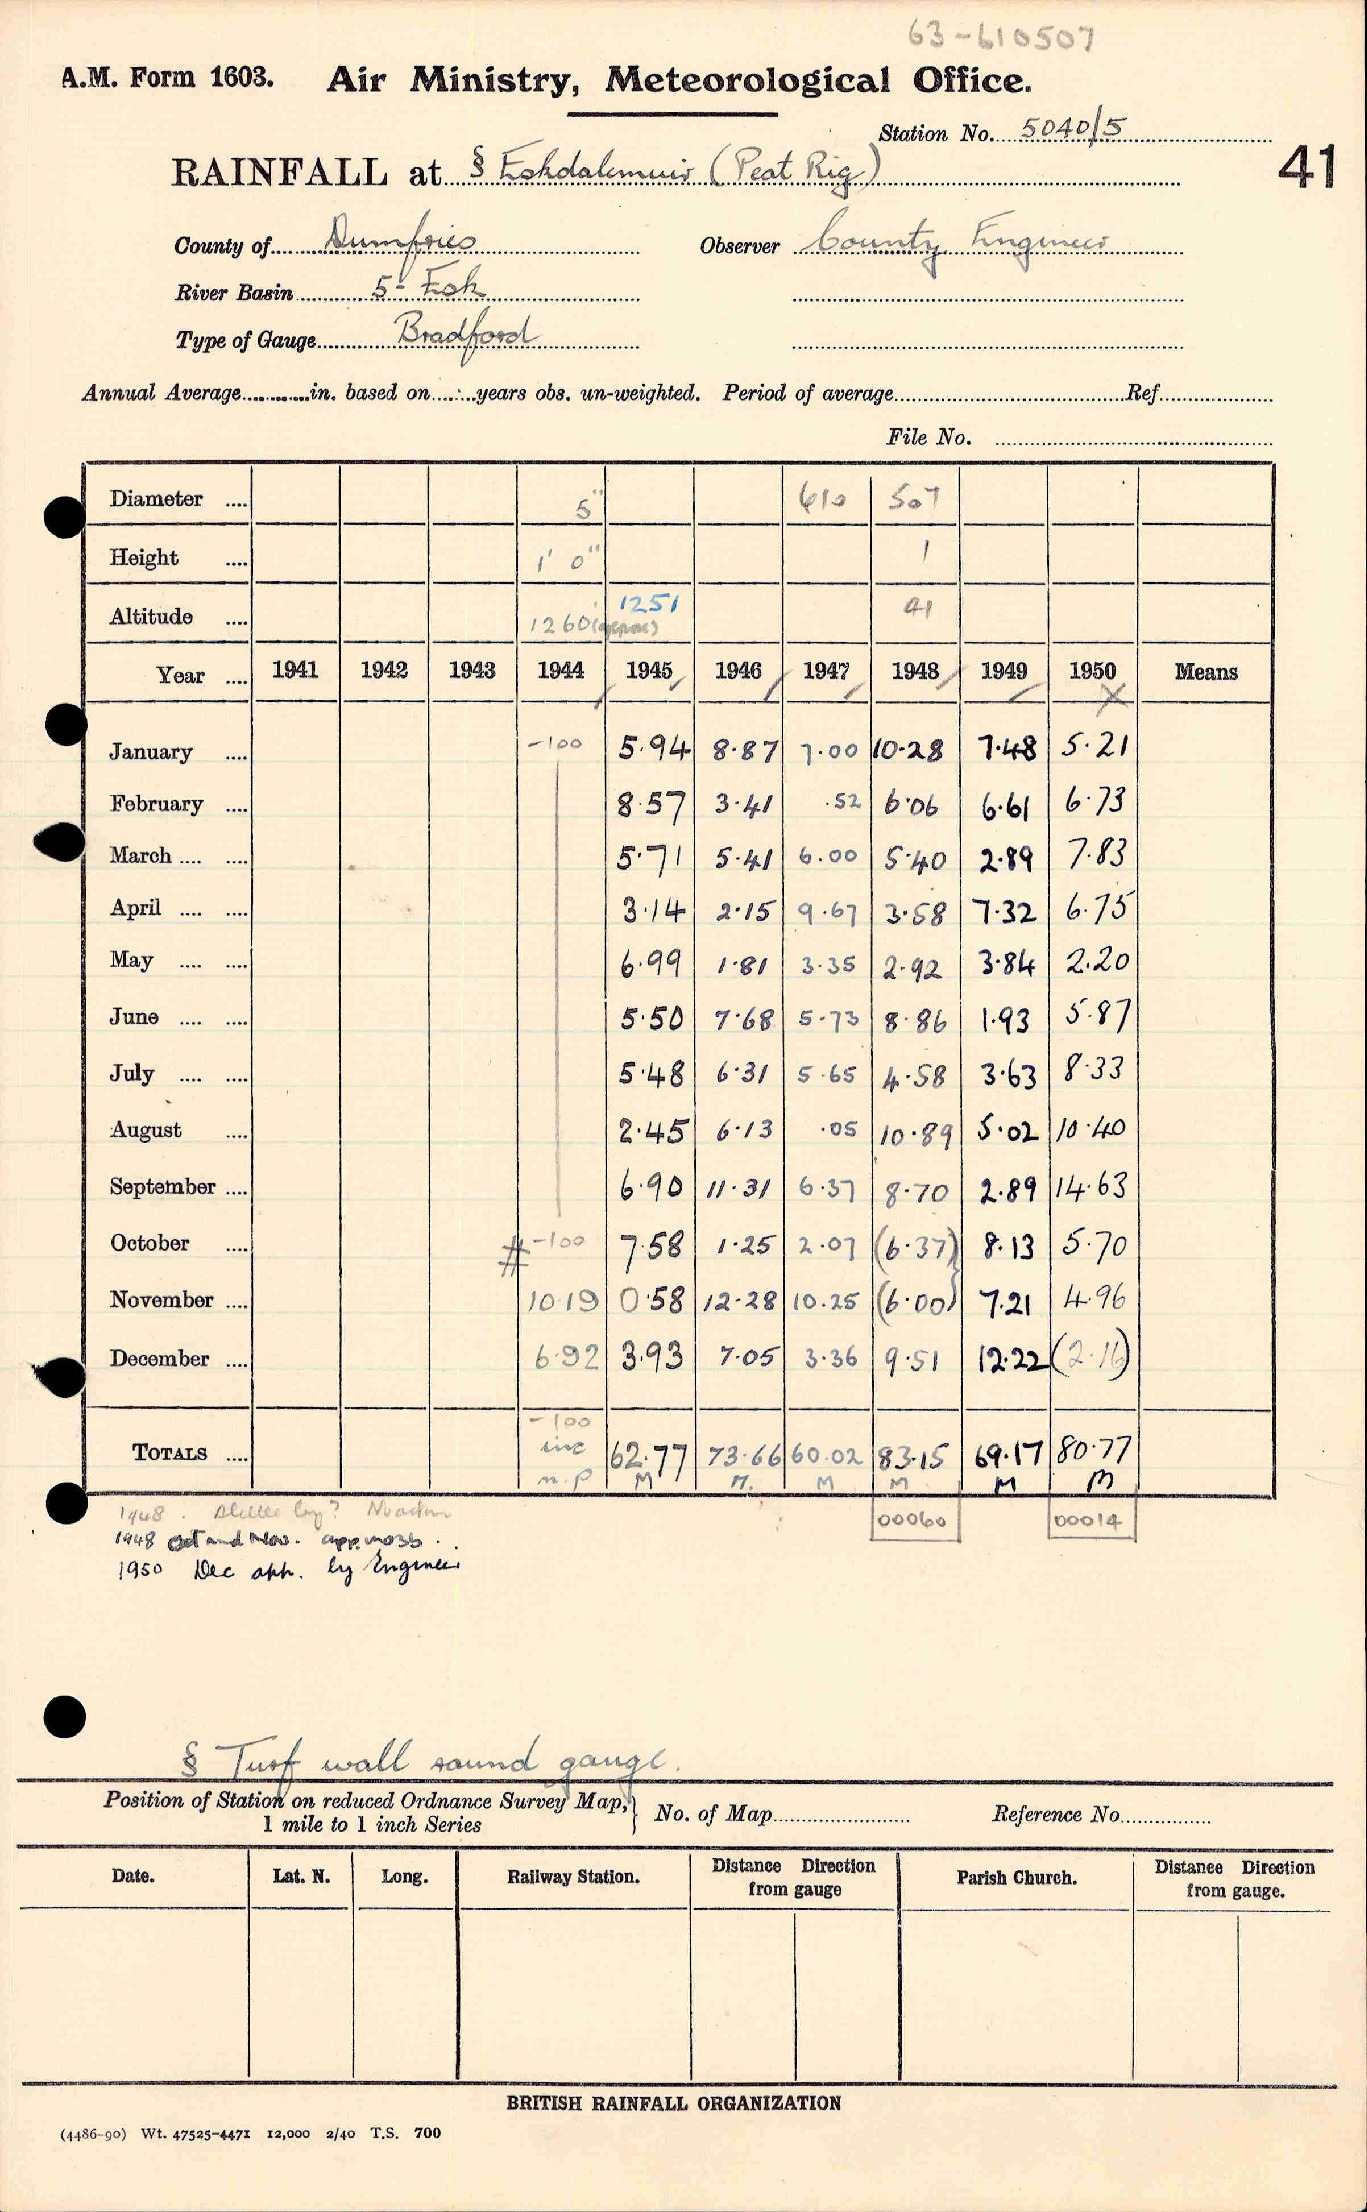 63-610507
A.M. Form 1603. Air Ministry, Meteorological Office.
Station No. 5040/5
41
RAINFALL at § Eskdalemuir (Peat Rig)
County of Dumfries Observer County Engineer
River Basin 5- Esk
Type of Gauge Bradford
Annual Average............in. based on........years obs. un-weighted. Period of average........ Ref........
File No. ........
Diameter .... 5" 610 507
Height .... 1' 0" 1
Altitude .... 1260 1251 41
Year .... 1941 1942 1943 1944 1945 1946 1947 1948 1949 1950 Means
January .... -100 5.94 8.87 7.00 10.28 7.48 5.21
February .... 8.57 3.41 .52 6.06 6.61 6.73
March .... .... 5.71 5.41 6.00 5.40 2.89 7.83
April .... .... 3.14 2.15 9.67 3.58 7.32 6.75
May .... .... 6.99 1.81 3.35 2.92 3.84 2.20
June .... .... 5.50 7.68 5.73 8.86 1.93 5.87
July .... .... 5.48 6.31 5.65 4.58 3.63 8.33
August .... 2.45 6.13 .05 10.89 5.02 10.40
September .... 6.90 11.31 6.37 8.70 2.89 14.63
October .... # -100 7.58 1.25 2.07 (6.37) 8.13 5.70
November .... 10.19 0.58 12.28 10.25 (6.00) 7.21 4.96
December .... 6.92 3.93 7.05 3.36 9.51 12.22 (2.16)
-100
TOTALS .... inc 62.77 73.66 60.02 83.15 69.17 80.77
n.p M M M M M M
1948.
00060 00014
1948 Oct and Nov. approx
1950 Dec app. by Engineer
§ Turf wall round gauge.
Position of Station on reduced Ordnance Survey Map, 1 mile to 1 inch Series } No. of Map........ Reference No........
Date. Lat. N. Long. Railway Station. Distance Direction from gauge Parish Church. Distance Direction from gauge.
BRITISH RAINFALL ORGANIZATION
(4486-90) Wt. 47525-4471 12,000 2/40 T.S. 700